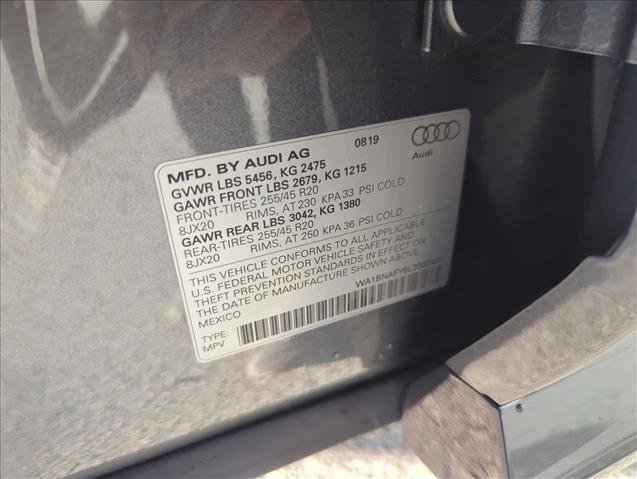 MFD. BY AUDI AG 0819
GVWR LBS 5456, KG 2475
GAWR FRONT LBS 2679, KG 1215
FRONT-TIRES 255/45 R20
8JX20 RIMS, AT 230 KPA 33 PSI COLD
GAWR REAR LBS 3042, KG 1380
REAR-TIRES 255/45 R20
8JX20 RIMS, AT 250 KPA 36 PSI COLD
THIS VEHICLE CONFORMS TO ALL APPLICABLE
U.S. FEDERAL MOTOR VEHICLE SAFETY AND
THEFT PREVENTION STANDARDS IN EFFECT ON
THE DATE OF MANUFACTURE SHOWN ABOVE.
MEXICO
TYPE:
MPV
Audi